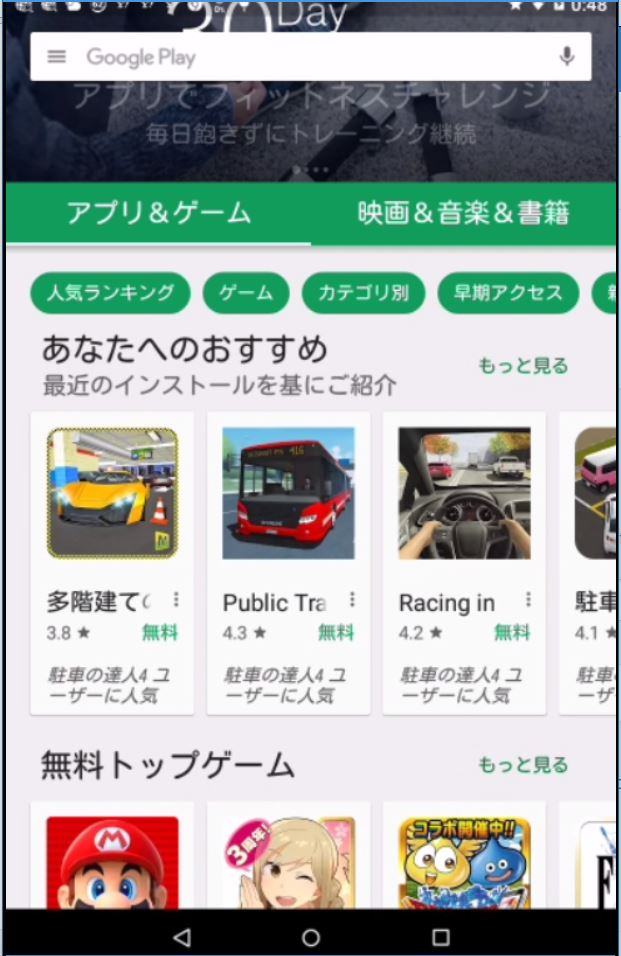 0:48
30 Day
Google Play
アプリでフィットネスチャレンジ
毎日飽きずにトレーニング継続
アプリ＆ゲーム
映画＆音楽＆書籍
人気ランキング
ゲーム
カテゴリ別
早期アクセス
あなたへのおすすめ
もっと見る
最近のインストールを基にご紹介
416
多階建て
Public Tra
Racing in
駐車
3.8 ★ 無料
4.3 ★ 無料
4.2 ★ 無料
4.1 ★
駐車の達人4 ユ
ーザーに人気
駐車の達人4 ユ
ーザーに人気
駐車の達人4 ユ
ーザーに人気
駐車
ーザ
無料トップゲーム
もっと見る
M
3周年!
コラボ開催中!!
F